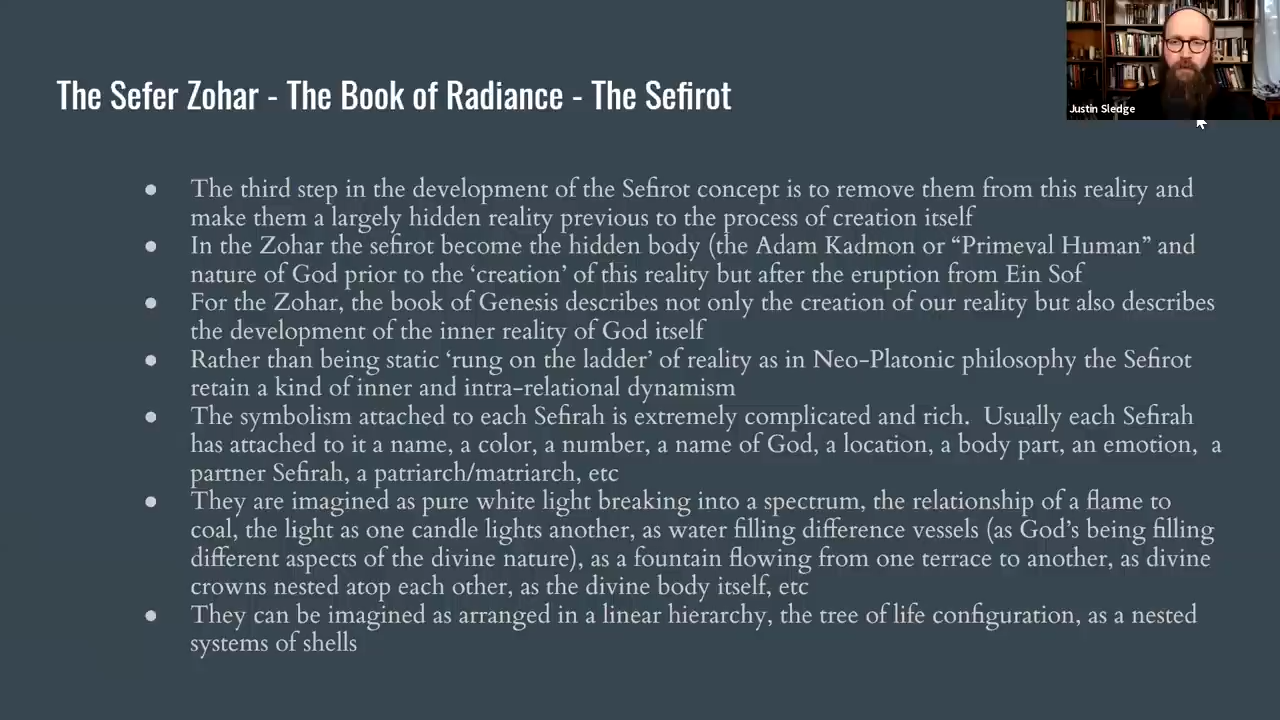 The Sefer Zohar - The Book of Radiance - The Sefirot
Justin Sledge
● The third step in the development of the Sefirot concept is to remove them from this reality and
make them a largely hidden reality previous to the process of creation itself
● In the Zohar the sefirot become the hidden body (the Adam Kadmon or “Primeval Human” and
nature of God prior to the ‘creation’ of this reality but after the eruption from Ein Sof
● For the Zohar, the book of Genesis describes not only the creation of our reality but also describes
the development of the inner reality of God itself
● Rather than being static ‘rung on the ladder’ of reality as in Neo-Platonic philosophy the Sefirot
retain a kind of inner and intra-relational dynamism
● The symbolism attached to each Sefirah is extremely complicated and rich. Usually each Sefirah
has attached to it a name, a color, a number, a name of God, a location, a body part, an emotion, a
partner Sefirah, a patriarch/matriarch, etc
● They are imagined as pure white light breaking into a spectrum, the relationship of a flame to
coal, the light as one candle lights another, as water filling difference vessels (as God’s being filling
different aspects of the divine nature), as a fountain flowing from one terrace to another, as divine
crowns nested atop each other, as the divine body itself, etc
● They can be imagined as arranged in a linear hierarchy, the tree of life configuration, as a nested
systems of shells